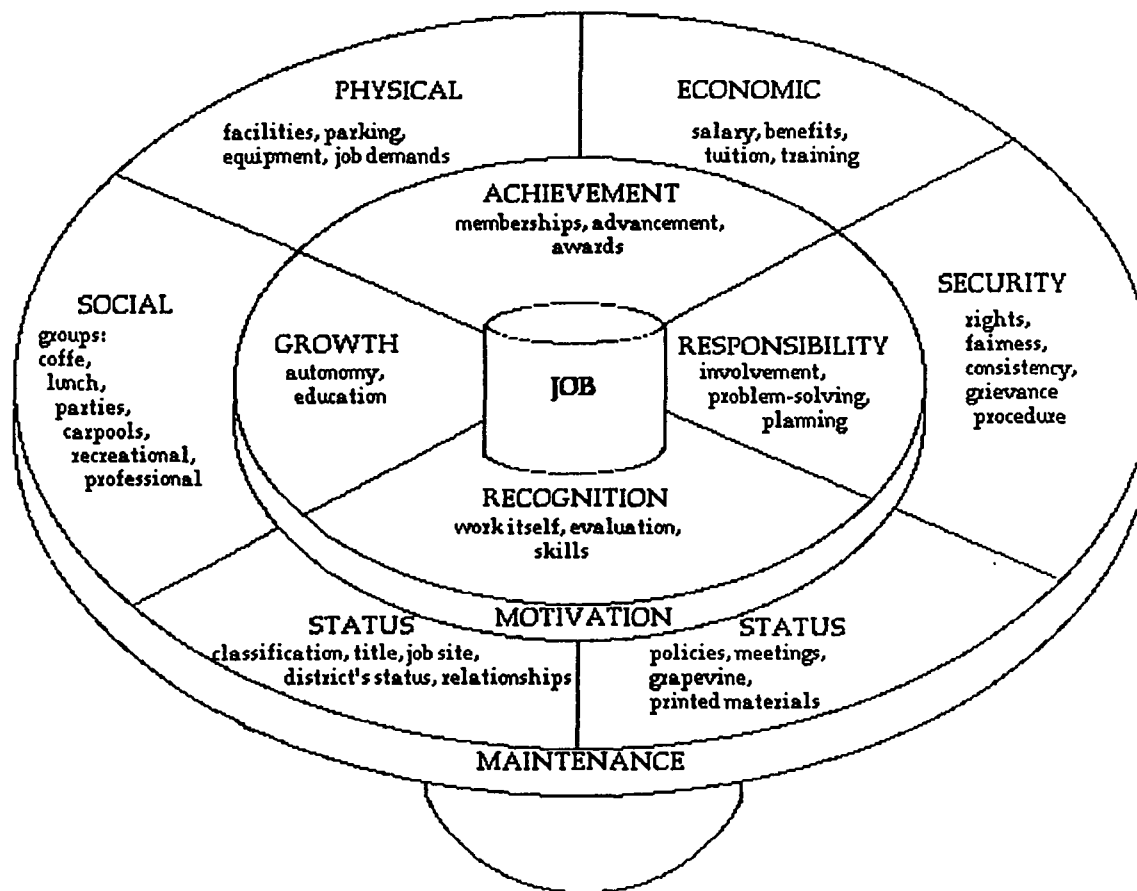 PHYSICAL
facilities, parking,
equipment, job demands
ECONOMIC
salary, benefits,
tuition, training
ACHIEVEMENT
memberships, advancement,
awards
SOCIAL
groups:
coffe,
lunch,
parties,
carpools,
recreational,
professional
GROWTH
autonomy,
education
JOB
RESPONSIBILITY
involvement,
problem-solving,
planning
SECURITY
rights,
fairness,
consistency,
grievance
procedure
RECOGNITION
work itself, evaluation,
skills
MOTIVATION
STATUS
classification, title, job site,
district's status, relationships
STATUS
policies, meetings,
grapevine,
printed materials
MAINTENANCE